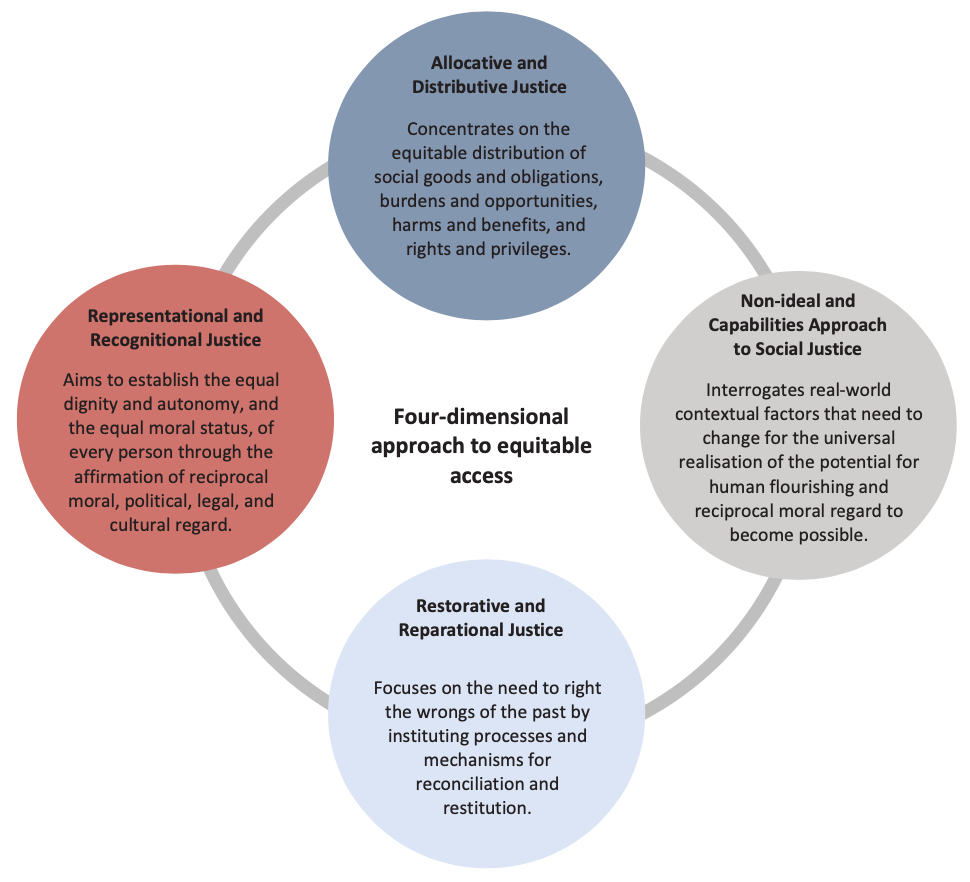 Allocative and
Distributive Justice
Concentrates on the
equitable distribution of
social goods and obligations,
burdens and opportunities,
harms and benefits, and
rights and privileges.
Representational and
Recognitional Justice
Aims to establish the equal
dignity and autonomy, and
the equal moral status, of
every person through the
affirmation of reciprocal
moral, political, legal, and
cultural regard.
Four-dimensional
approach to equitable
access
Non-ideal and
Capabilities Approach
to Social Justice
Interrogates real-world
contextual factors that need to
change for the universal
realisation of the potential for
human flourishing and
reciprocal moral regard to
become possible.
Restorative and
Reparational Justice
Focuses on the need to right
the wrongs of the past by
instituting processes and
mechanisms for
reconciliation and
restitution.